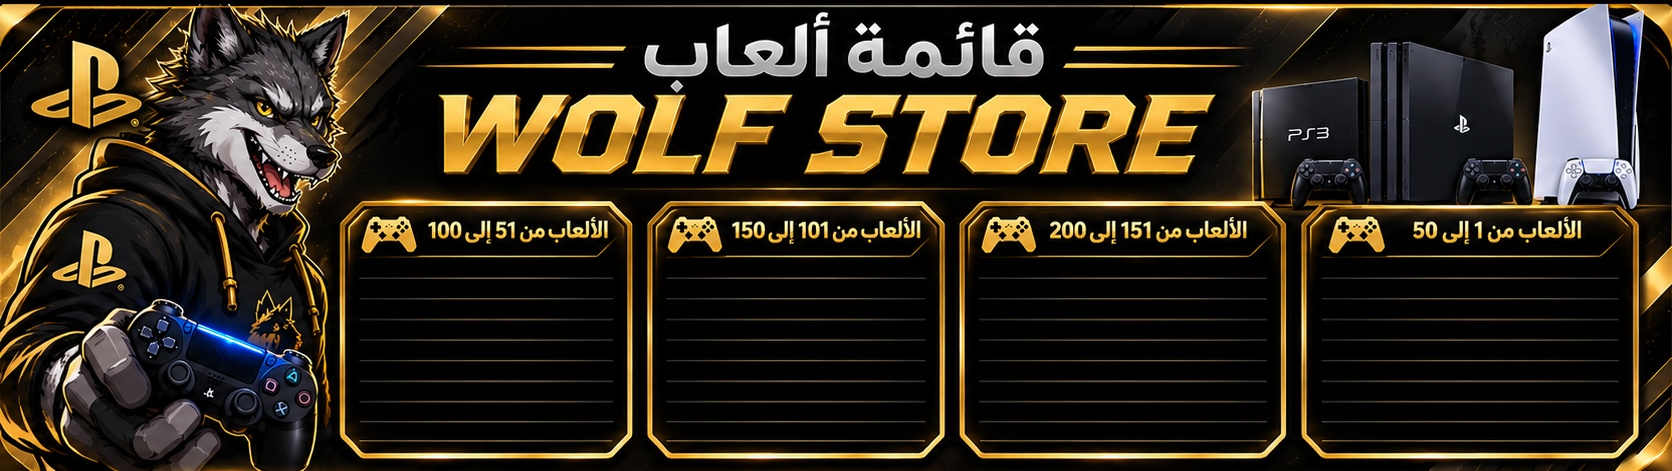 قائمة ألعاب
WOLF STORE
PS3
الألعاب من 1 إلى 50
الألعاب من 151 إلى 200
الألعاب من 101 إلى 150
الألعاب من 51 إلى 100